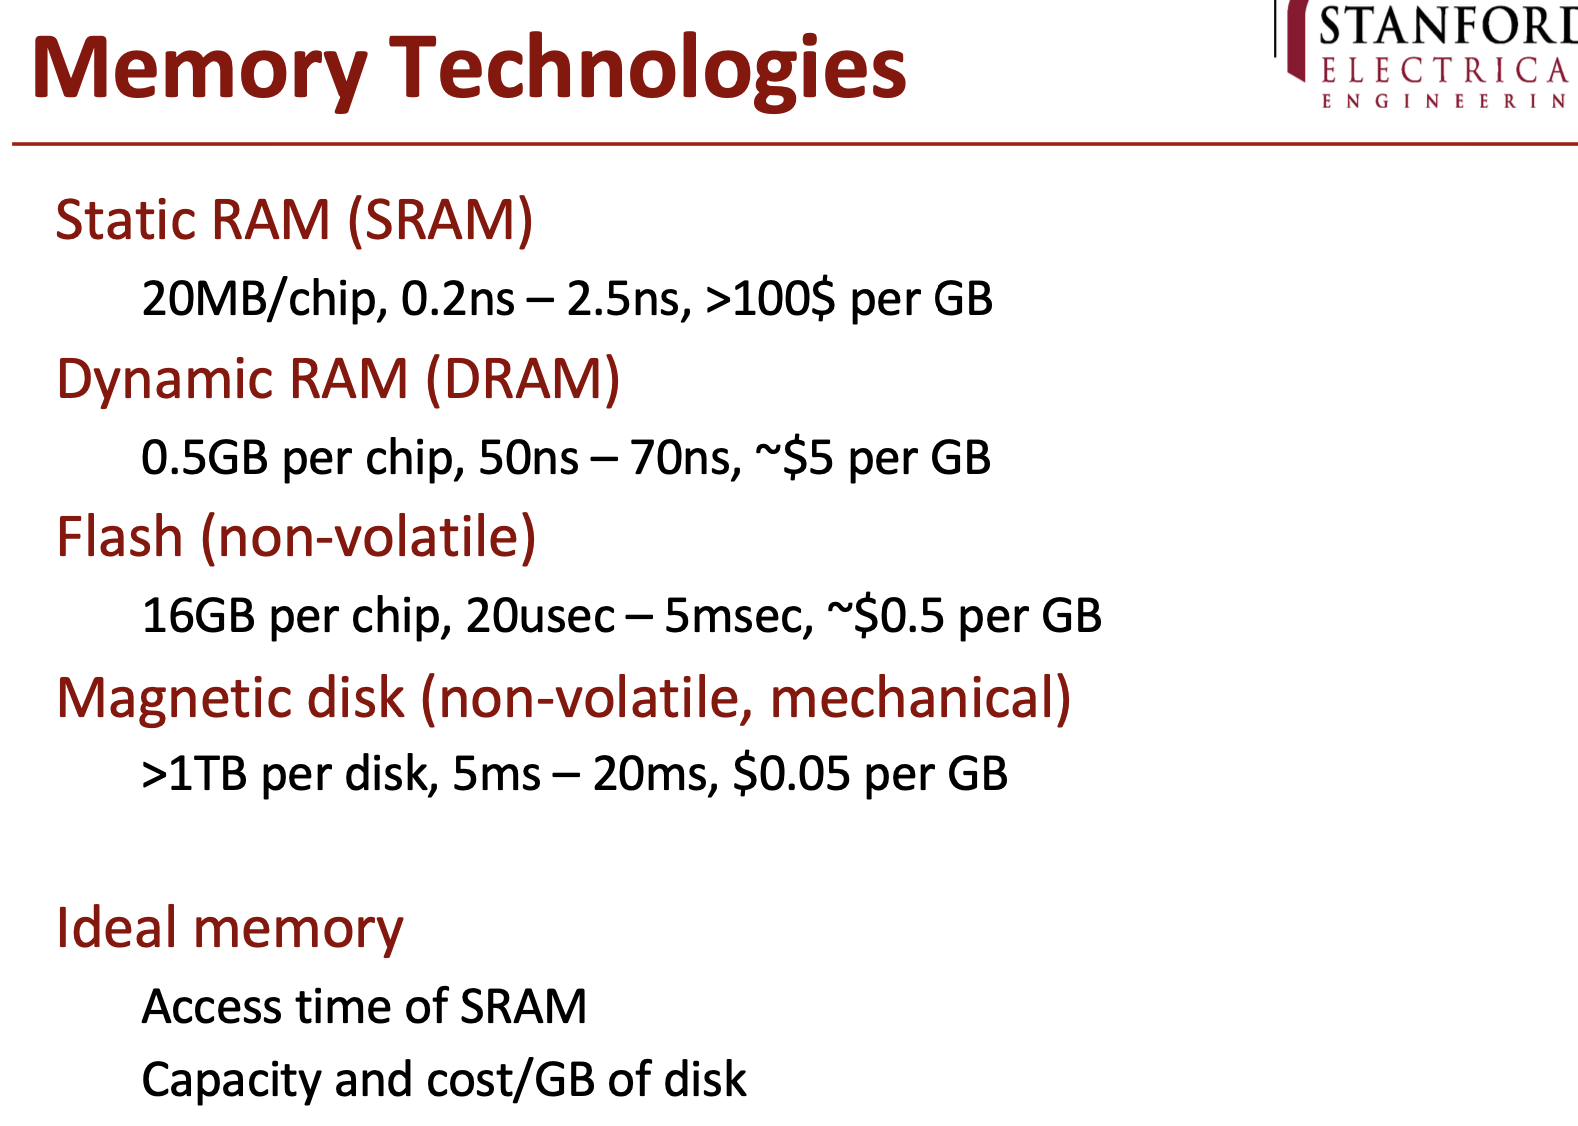 Memory Technologies
STANFORD
ELECTRICA
ENGINEERIN
Static RAM (SRAM)
20MB/chip, 0.2ns – 2.5ns, >100$ per GB
Dynamic RAM (DRAM)
0.5GB per chip, 50ns – 70ns, ~$5 per GB
Flash (non-volatile)
16GB per chip, 20usec – 5msec, ~$0.5 per GB
Magnetic disk (non-volatile, mechanical)
>1TB per disk, 5ms – 20ms, $0.05 per GB
Ideal memory
Access time of SRAM
Capacity and cost/GB of disk